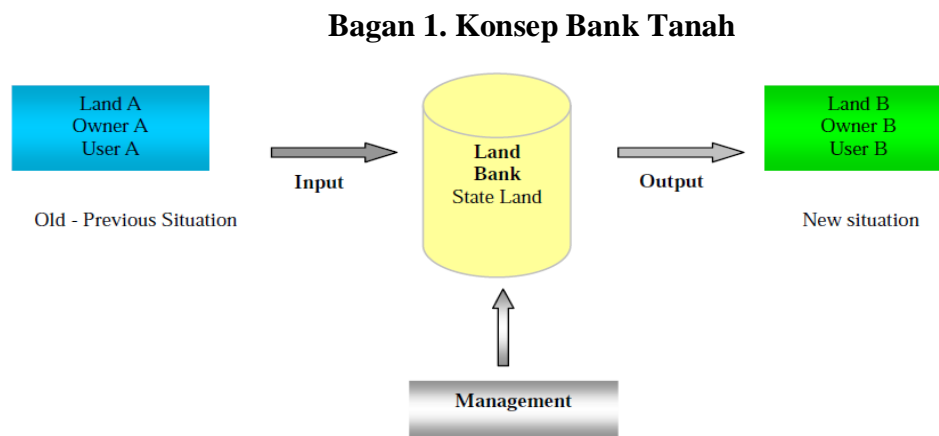 Bagan 1. Konsep Bank Tanah
Land A
Owner A
User A
Old - Previous Situation
Input
Land
Bank
State Land
Output
Land B
Owner B
User B
New situation
Management